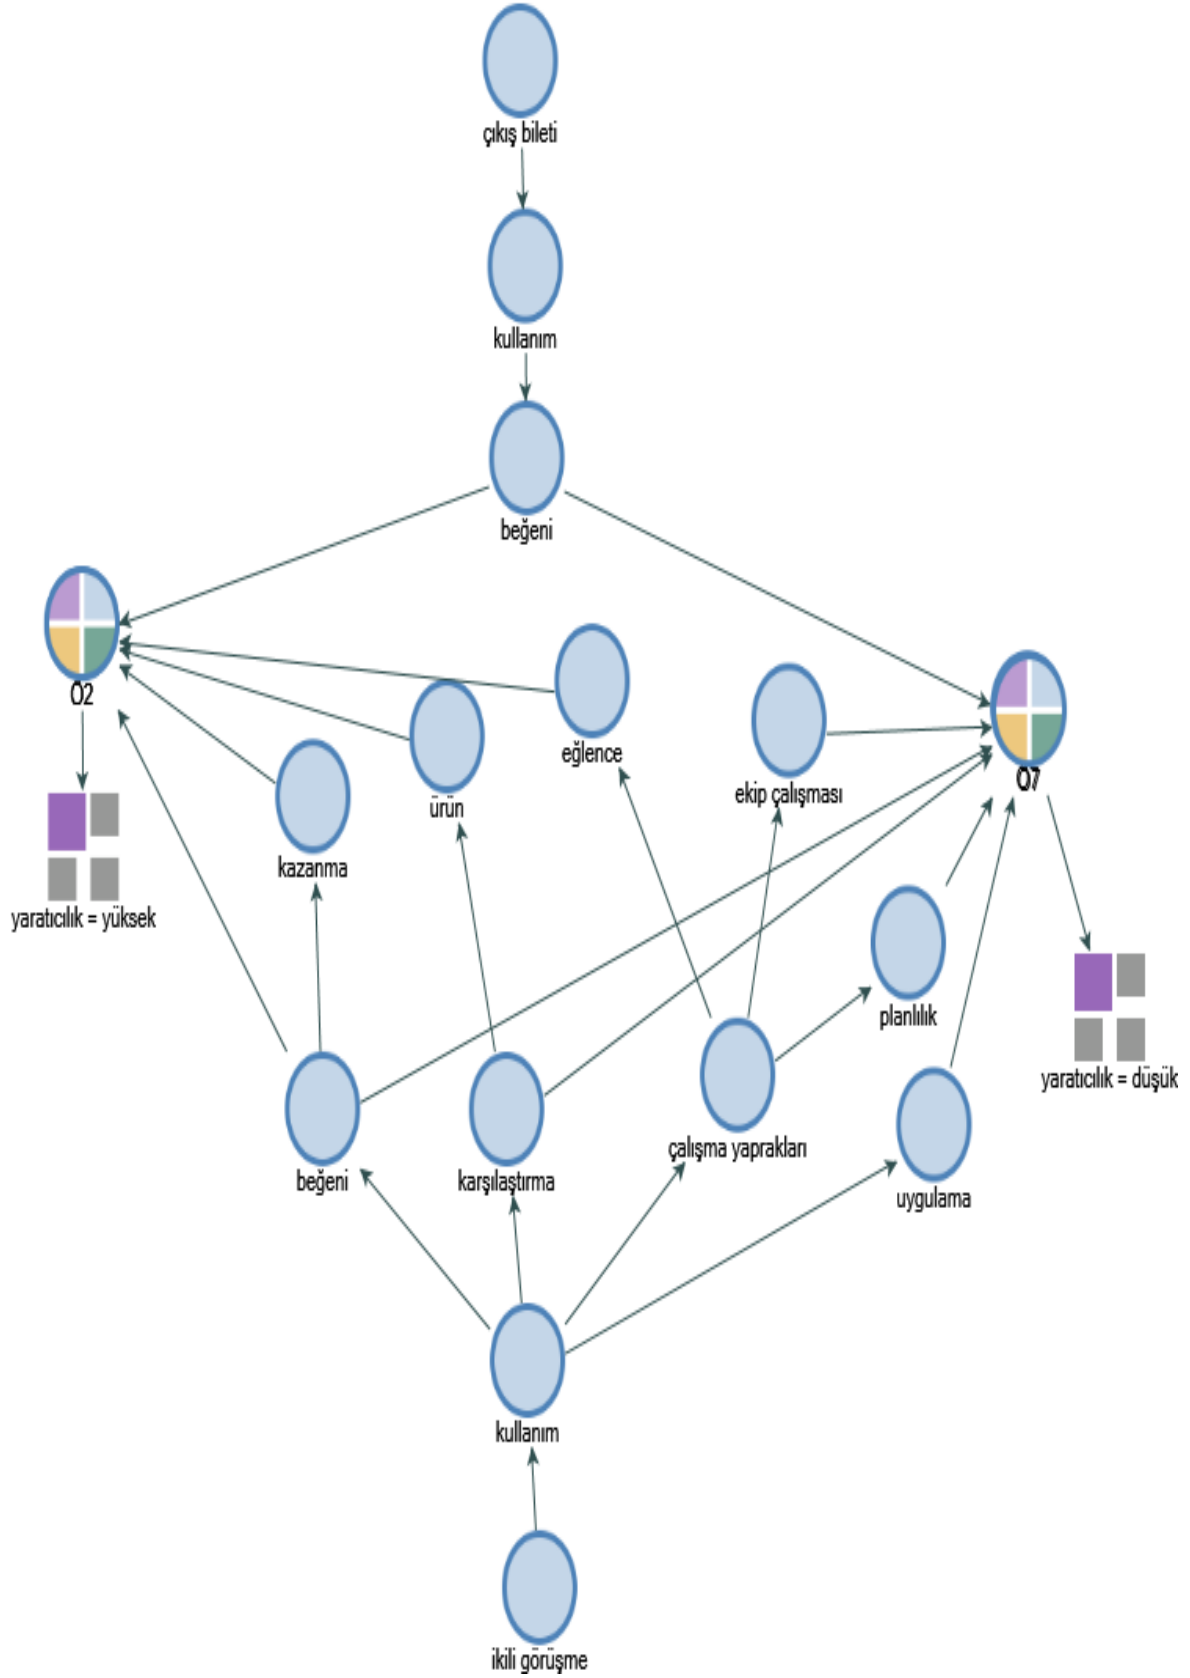 çıkış bileti
kullanım
beğeni
Ö2
eğlence
ekip çalışması
Ö7
ürün
kazanma
yaratıcılık = yüksek
planlılık
yaratıcılık = düşük
çalışma yaprakları
beğeni
karşılaştırma
uygulama
kullanım
ikili görüşme